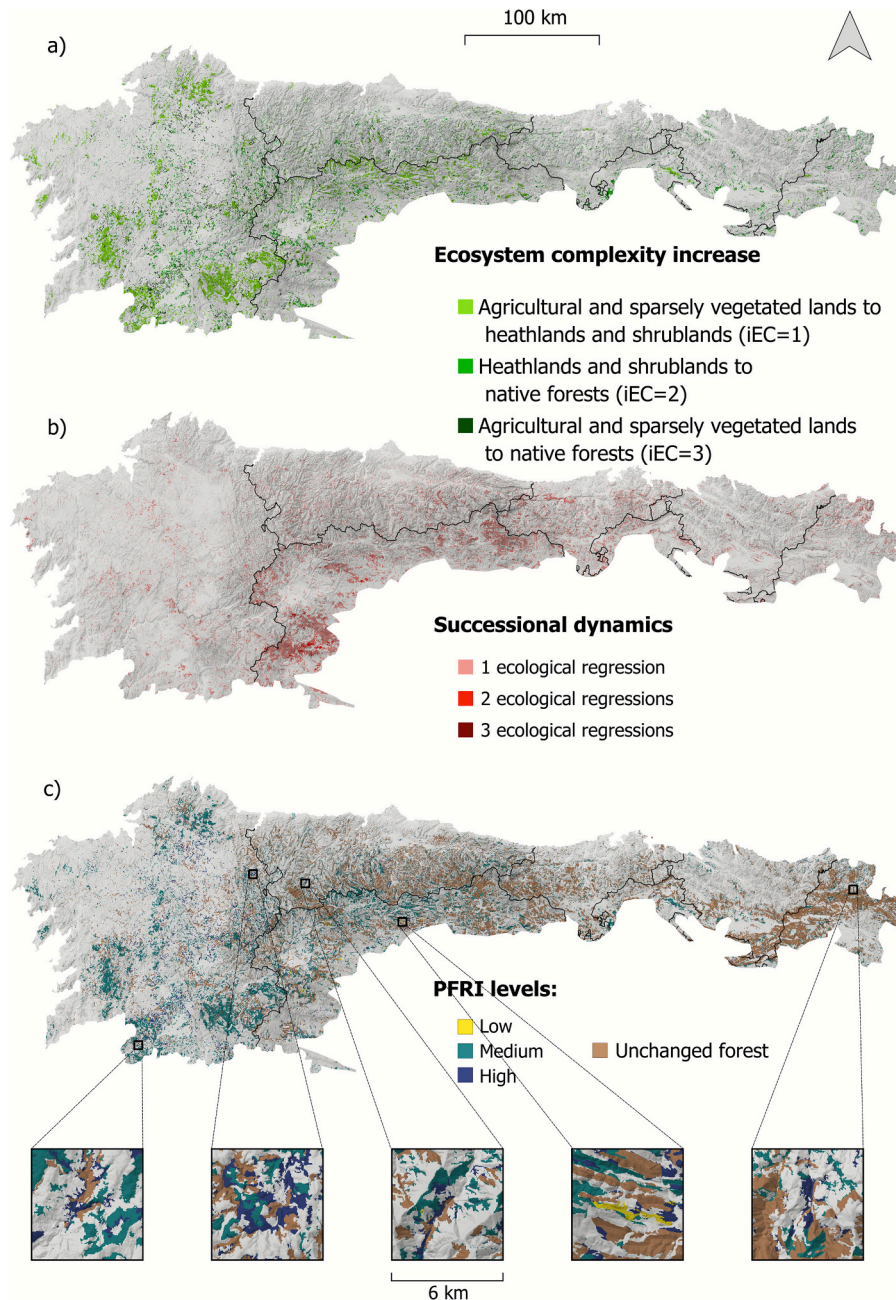 100 km
a)
Ecosystem complexity increase
Agricultural and sparsely vegetated lands to
heathlands and shrublands (iEC=1)
Heathlands and shrublands to
native forests (iEC=2)
Agricultural and sparsely vegetated lands
to native forests (iEC=3)
b)
Successional dynamics
1 ecological regression
2 ecological regressions
3 ecological regressions
c)
PFRI levels:
Low
Medium
High
Unchanged forest
6 km